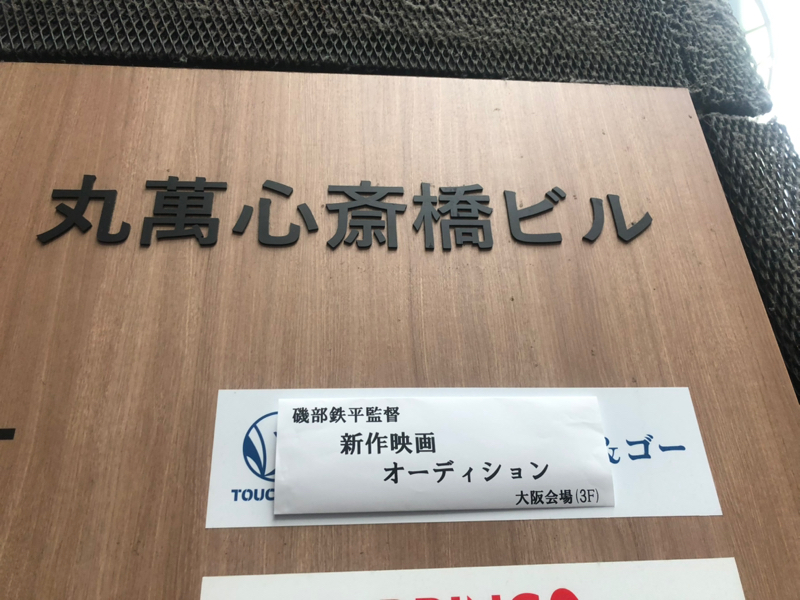 丸萬心斎橋ビル
磯部鉄平監督
新作映画
オーディション
大阪会場(3F)
TOUC
&ゴー